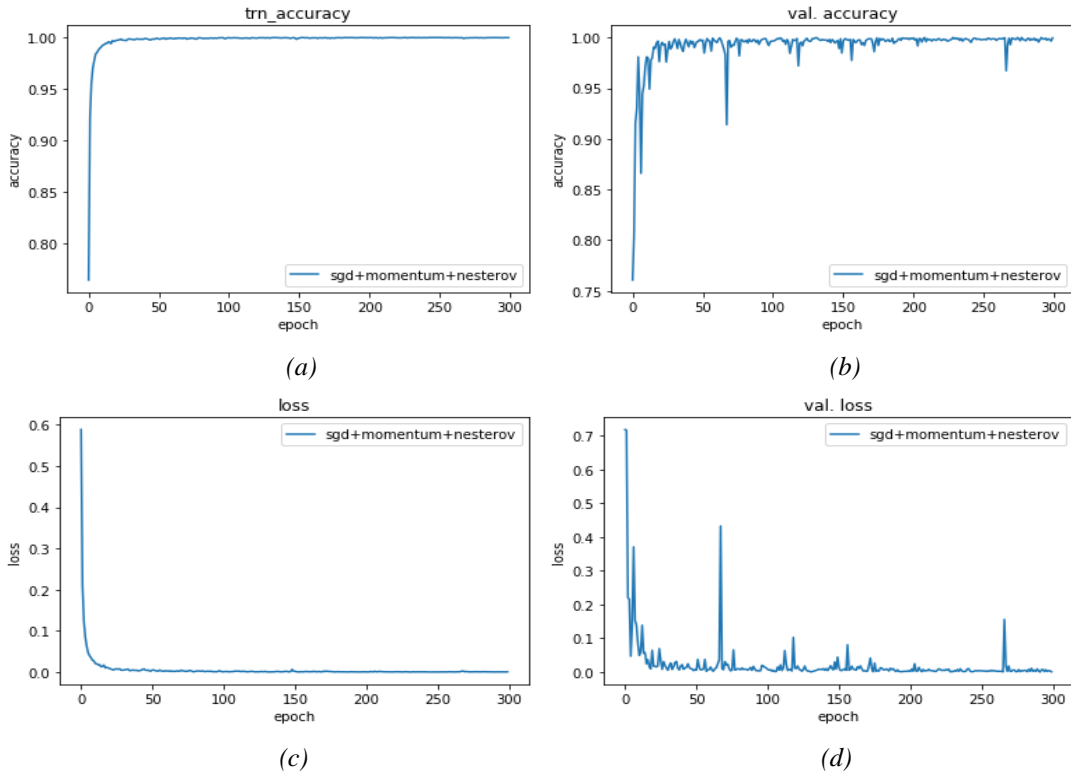 trn_accuracy
1.00
0.95
0.90
0.85
0.80
accuracy
sgd+momentum+nesterov
0 50 100 150 200 250 300
epoch
(a)
val. accuracy
1.00
0.95
0.90
0.85
0.80
0.75
accuracy
sgd+momentum+nesterov
0 50 100 150 200 250 300
epoch
(b)
loss
0.6
0.5
0.4
0.3
0.2
0.1
0.0
loss
sgd+momentum+nesterov
0 50 100 150 200 250 300
epoch
(c)
val. loss
0.7
0.6
0.5
0.4
0.3
0.2
0.1
0.0
loss
sgd+momentum+nesterov
0 50 100 150 200 250 300
epoch
(d)